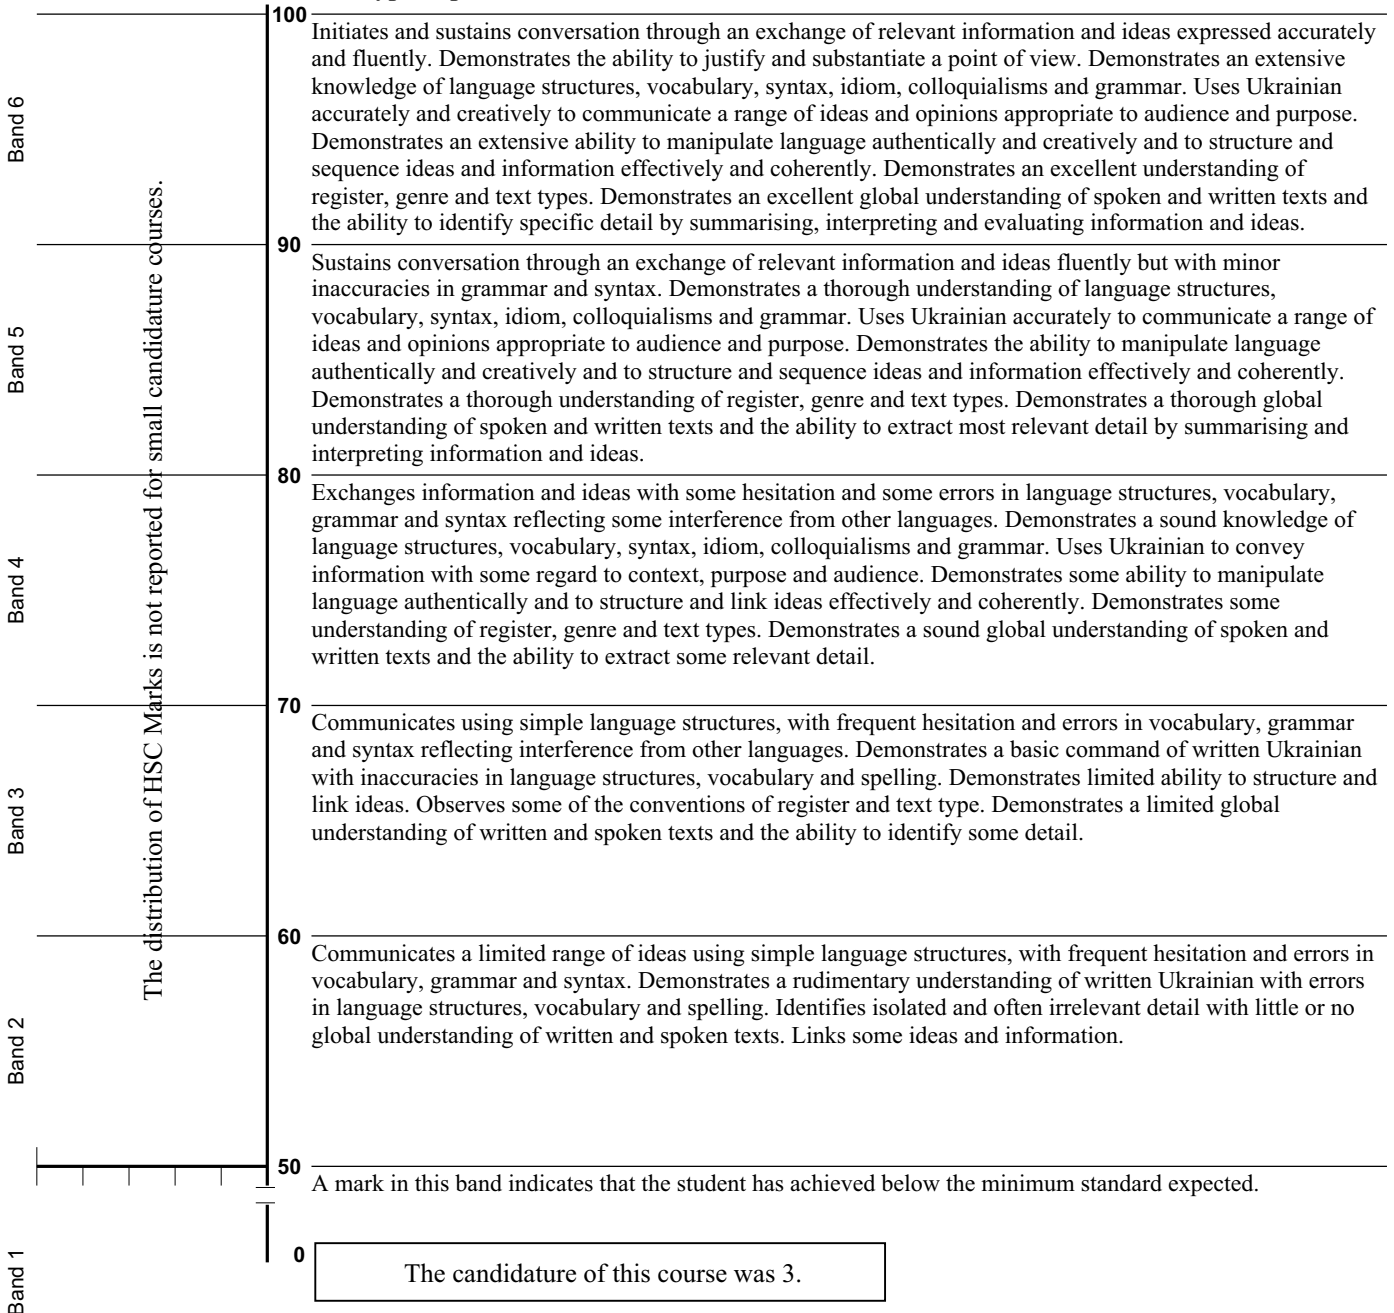 100
Initiates and sustains conversation through an exchange of relevant information and ideas expressed accurately
and fluently. Demonstrates the ability to justify and substantiate a point of view. Demonstrates an extensive
knowledge of language structures, vocabulary, syntax, idiom, colloquialisms and grammar. Uses Ukrainian
accurately and creatively to communicate a range of ideas and opinions appropriate to audience and purpose.
Demonstrates an extensive ability to manipulate language authentically and creatively and to structure and
sequence ideas and information effectively and coherently. Demonstrates an excellent understanding of
register, genre and text types. Demonstrates an excellent global understanding of spoken and written texts and
the ability to identify specific detail by summarising, interpreting and evaluating information and ideas.
Band 6
90
Sustains conversation through an exchange of relevant information and ideas fluently but with minor
inaccuracies in grammar and syntax. Demonstrates a thorough understanding of language structures,
vocabulary, syntax, idiom, colloquialisms and grammar. Uses Ukrainian accurately to communicate a range of
ideas and opinions appropriate to audience and purpose. Demonstrates the ability to manipulate language
authentically and creatively and to structure and sequence ideas and information effectively and coherently.
Demonstrates a thorough understanding of register, genre and text types. Demonstrates a thorough global
understanding of spoken and written texts and the ability to extract most relevant detail by summarising and
interpreting information and ideas.
Band 5
80
Exchanges information and ideas with some hesitation and some errors in language structures, vocabulary,
grammar and syntax reflecting some interference from other languages. Demonstrates a sound knowledge of
language structures, vocabulary, syntax, idiom, colloquialisms and grammar. Uses Ukrainian to convey
information with some regard to context, purpose and audience. Demonstrates some ability to manipulate
language authentically and to structure and link ideas effectively and coherently. Demonstrates some
understanding of register, genre and text types. Demonstrates a sound global understanding of spoken and
written texts and the ability to extract some relevant detail.
Band 4
The distribution of HSC Marks is not reported for small candidature courses.
70
Communicates using simple language structures, with frequent hesitation and errors in vocabulary, grammar
and syntax reflecting interference from other languages. Demonstrates a basic command of written Ukrainian
with inaccuracies in language structures, vocabulary and spelling. Demonstrates limited ability to structure and
link ideas. Observes some of the conventions of register and text type. Demonstrates a limited global
understanding of written and spoken texts and the ability to identify some detail.
Band 3
60
Communicates a limited range of ideas using simple language structures, with frequent hesitation and errors in
vocabulary, grammar and syntax. Demonstrates a rudimentary understanding of written Ukrainian with errors
in language structures, vocabulary and spelling. Identifies isolated and often irrelevant detail with little or no
global understanding of written and spoken texts. Links some ideas and information.
Band 2
50
A mark in this band indicates that the student has achieved below the minimum standard expected.
0
Band 1
The candidature of this course was 3.